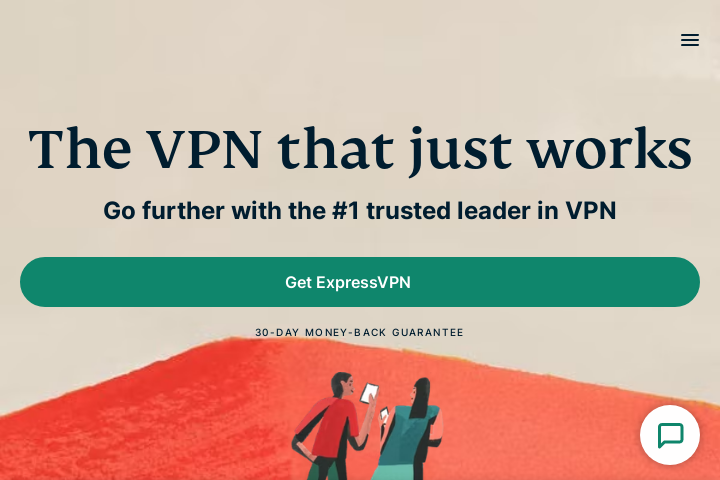 The VPN that just works
Go further with the #1 trusted leader in VPN
Get ExpressVPN
30-DAY MONEY-BACK GUARANTEE